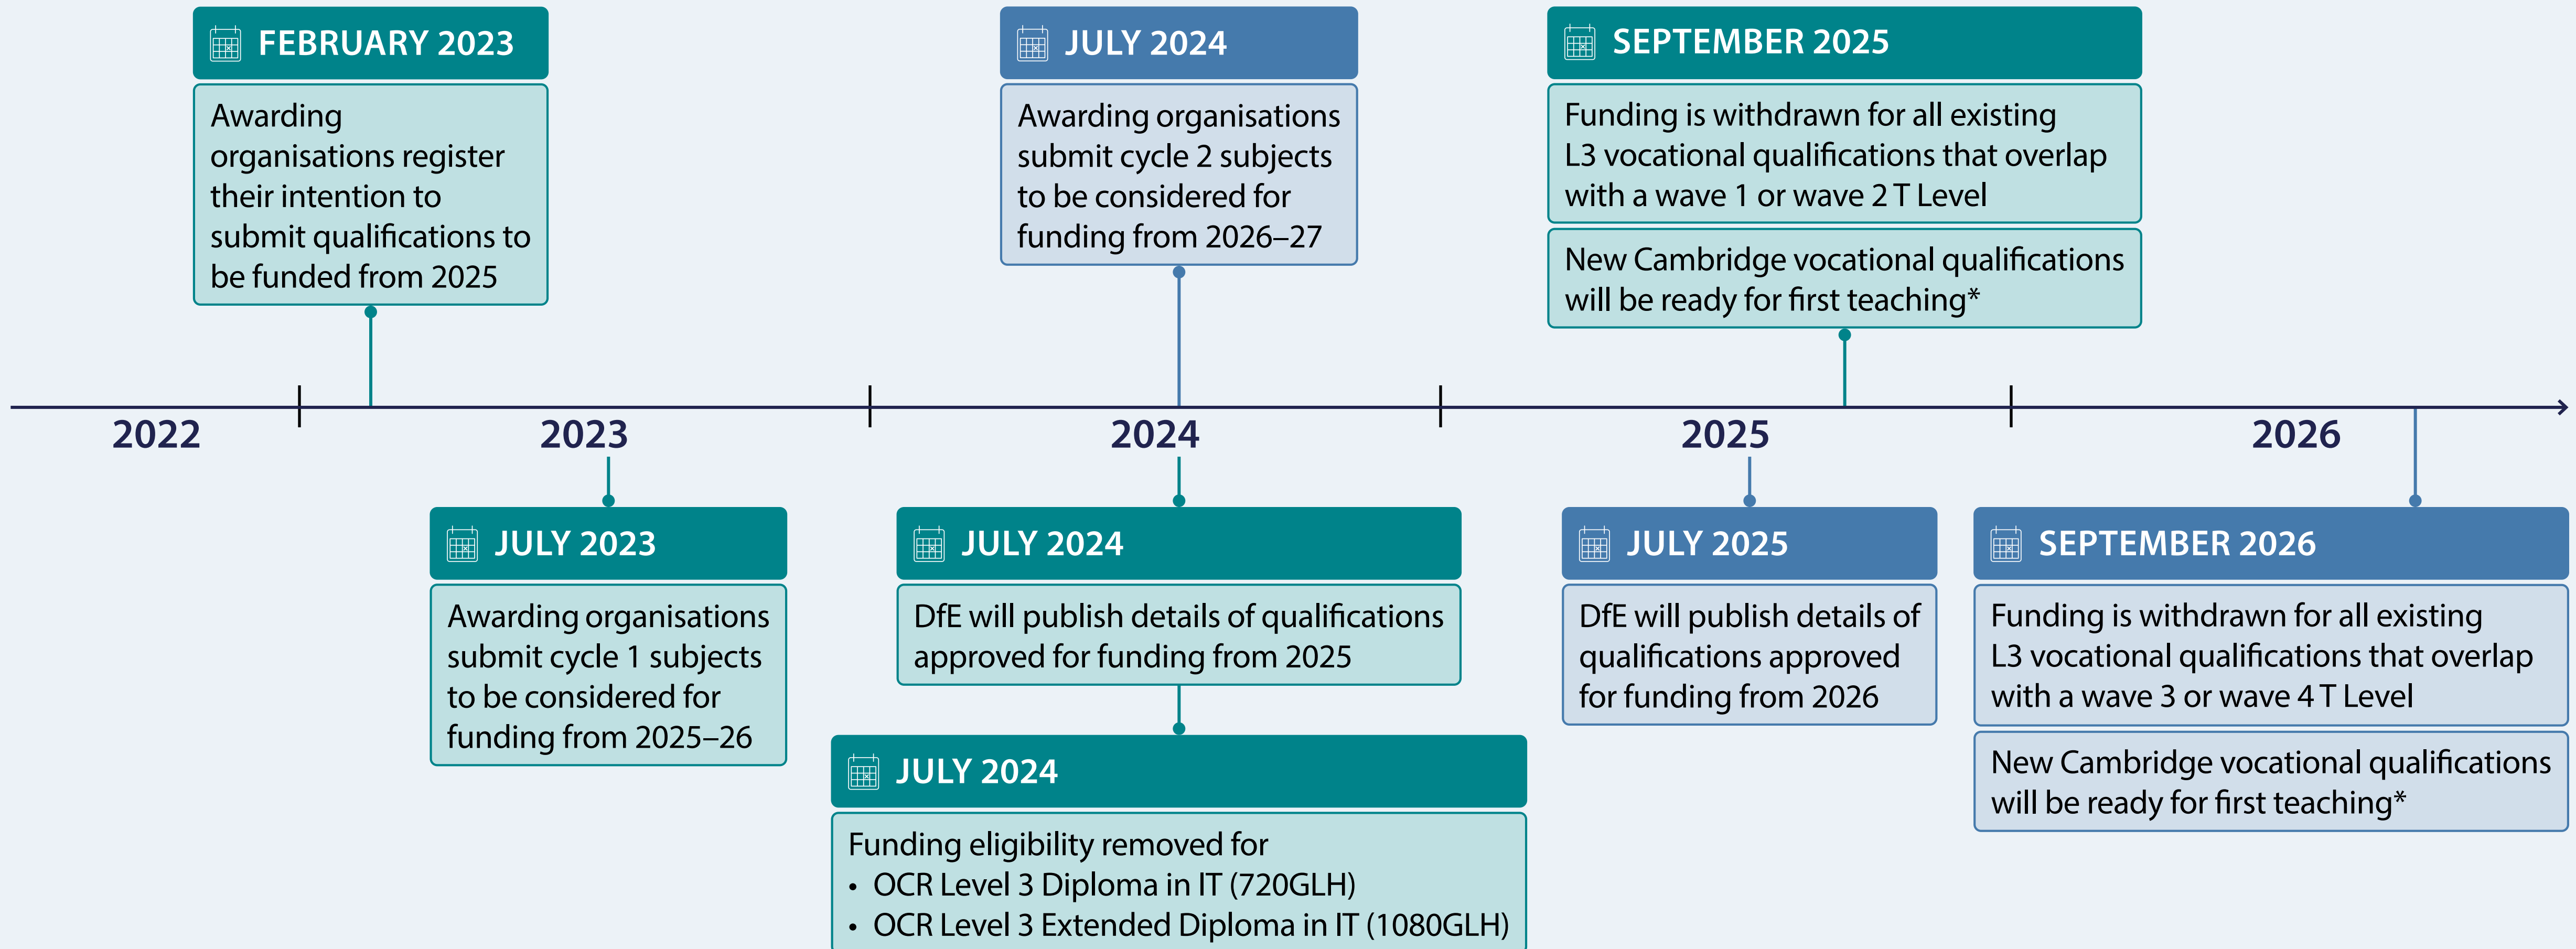 FEBRUARY 2023
Awarding
organisations register
their intention to
submit qualifications to
be funded from 2025
JULY 2024
Awarding organisations
submit cycle 2 subjects
to be considered for
funding from 2026–27
SEPTEMBER 2025
Funding is withdrawn for all existing
L3 vocational qualifications that overlap
with a wave 1 or wave 2 T Level
New Cambridge vocational qualifications
will be ready for first teaching*
2022
2023
2024
2025
2026
JULY 2023
Awarding organisations
submit cycle 1 subjects
to be considered for
funding from 2025–26
JULY 2024
DfE will publish details of qualifications
approved for funding from 2025
JULY 2024
Funding eligibility removed for
• OCR Level 3 Diploma in IT (720GLH)
• OCR Level 3 Extended Diploma in IT (1080GLH)
JULY 2025
DfE will publish details of
qualifications approved
for funding from 2026
SEPTEMBER 2026
Funding is withdrawn for all existing
L3 vocational qualifications that overlap
with a wave 3 or wave 4 T Level
New Cambridge vocational qualifications
will be ready for first teaching*